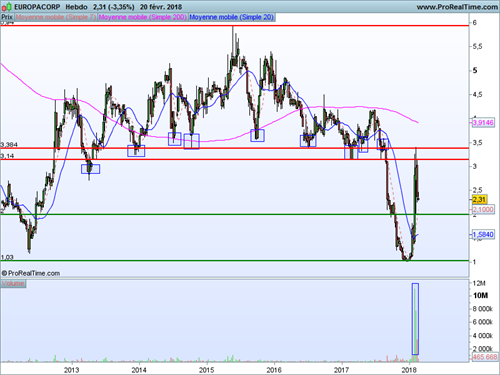 EUROPACORP Hebdo 2,31 (-3,35%) 20 févr. 2018 www.ProRealTime.com
Prix Moyenne mobile (Simple 7) Moyenne mobile (Simple 200) Moyenne mobile (Simple 20)
6
5,5
5
4,5
3,9146
3,384
3,5
3,14
3
2,5
2,31
2,1000
2
1,5840
1,03
1
© ProRealTime.com
Volume
12M
10M
8 000k
6 000k
4 000k
2 000k
465 668
2013 2014 2015 2016 2017 2018